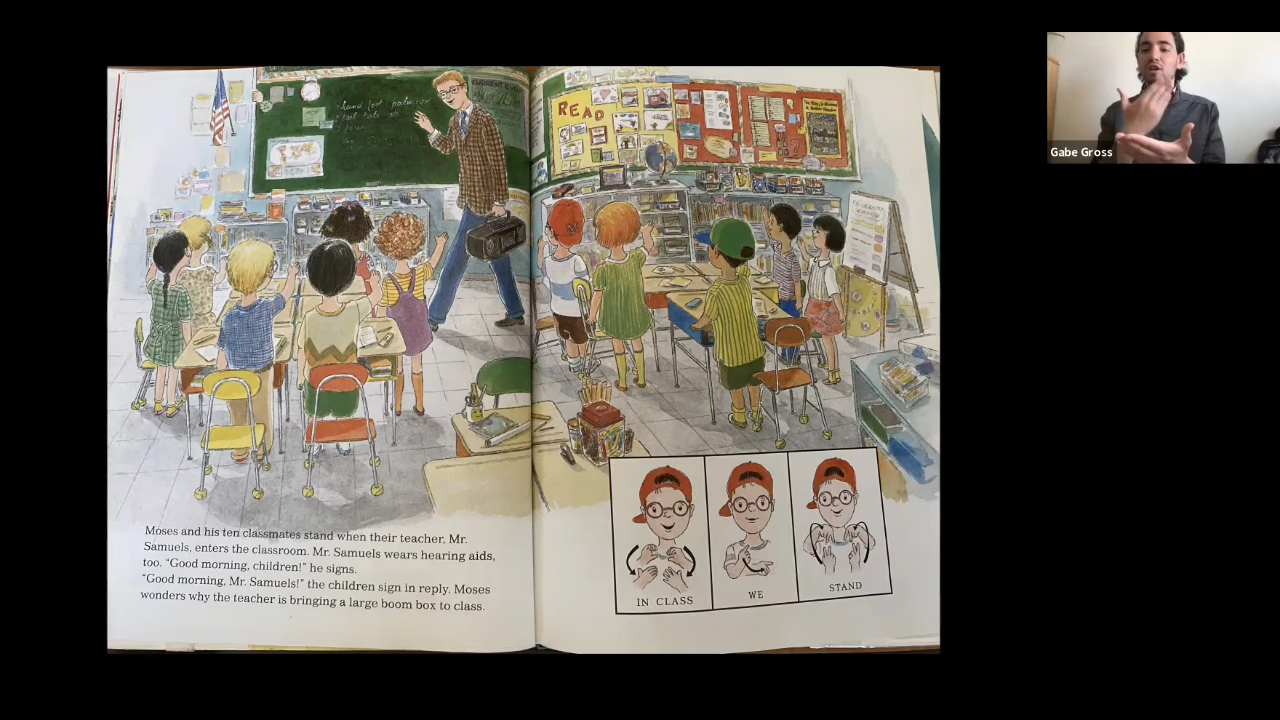 READ
Moses and his ten classmates stand when their teacher, Mr.
Samuels, enters the classroom. Mr. Samuels wears hearing aids,
too. “Good morning, children!” he signs.
“Good morning, Mr. Samuels!” the children sign in reply. Moses
wonders why the teacher is bringing a large boom box to class.
IN CLASS
WE
STAND
Gabe Gross